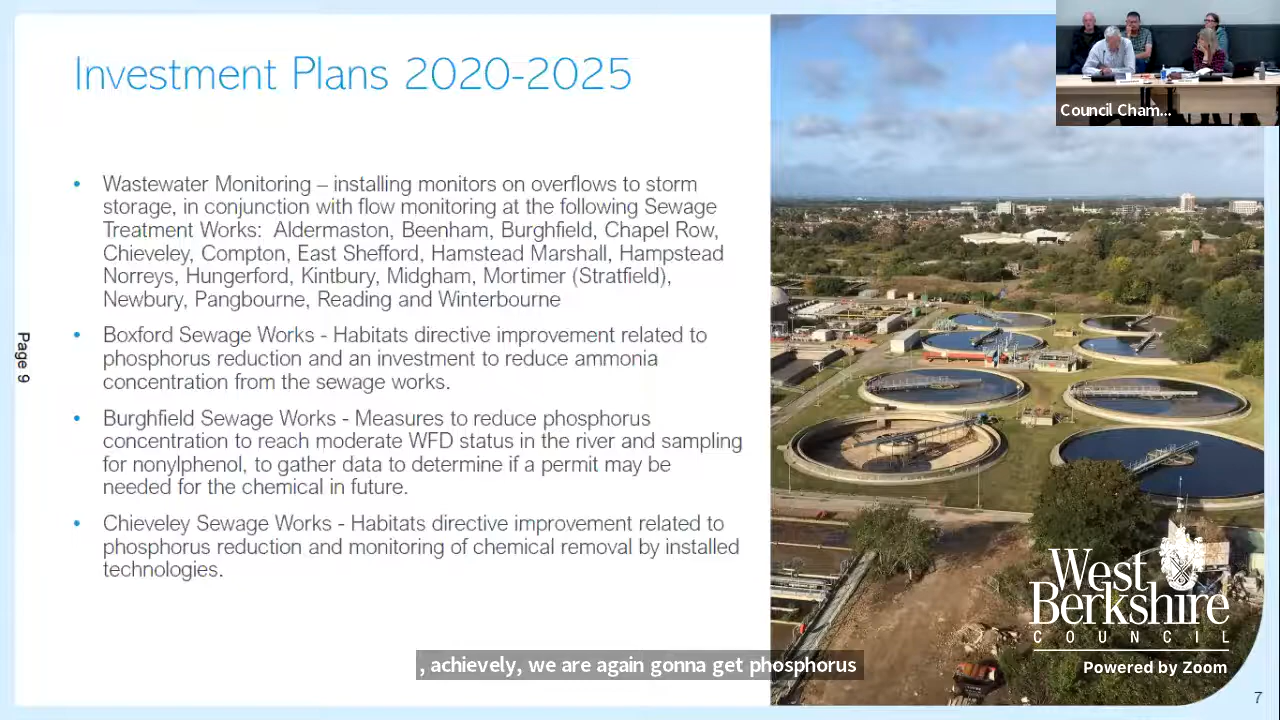 Investment Plans 2020-2025
• Wastewater Monitoring – installing monitors on overflows to storm
storage, in conjunction with flow monitoring at the following Sewage
Treatment Works: Aldermaston, Beenham, Burghfield, Chapel Row,
Chieveley, Compton, East Shefford, Hamstead Marshall, Hampstead
Norreys, Hungerford, Kintbury, Midgham, Mortimer (Stratfield),
Newbury, Pangbourne, Reading and Winterbourne
• Boxford Sewage Works - Habitats directive improvement related to
phosphorus reduction and an investment to reduce ammonia
concentration from the sewage works.
• Burghfield Sewage Works - Measures to reduce phosphorus
concentration to reach moderate WFD status in the river and sampling
for nonylphenol, to gather data to determine if a permit may be
needed for the chemical in future.
• Chieveley Sewage Works - Habitats directive improvement related to
phosphorus reduction and monitoring of chemical removal by installed
technologies.
Page 9
Council Cham...
West
Berkshire
COUNCIL
Powered by Zoom
, achievely, we are again gonna get phosphorus
7